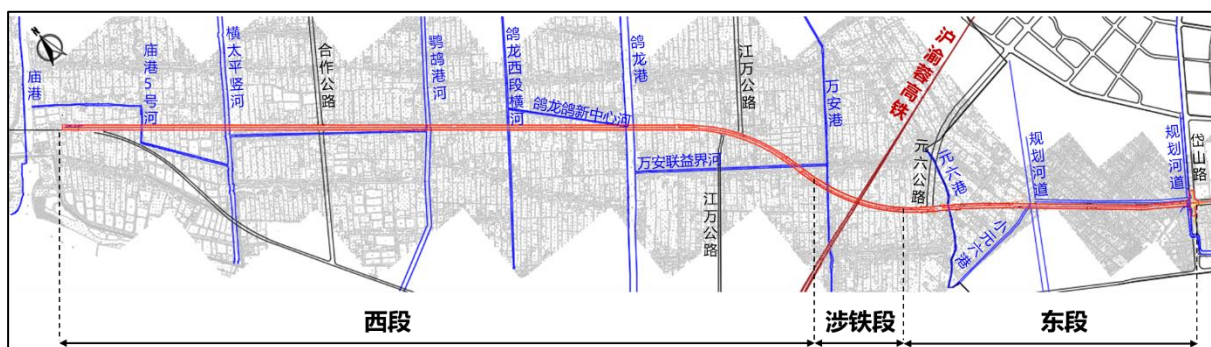 庙港
庙港5号河
横太平竖河
合作公路
鹗鸪港河
鸽龙西段横河
鸽龙鸽新中心河
鸽龙港
江万公路
万安港
沪渝蓉高铁
万安联益界河
江万公路
元六公路
元六港
小元六港
规划河道
规划河道
岱山路
西段
涉铁段
东段